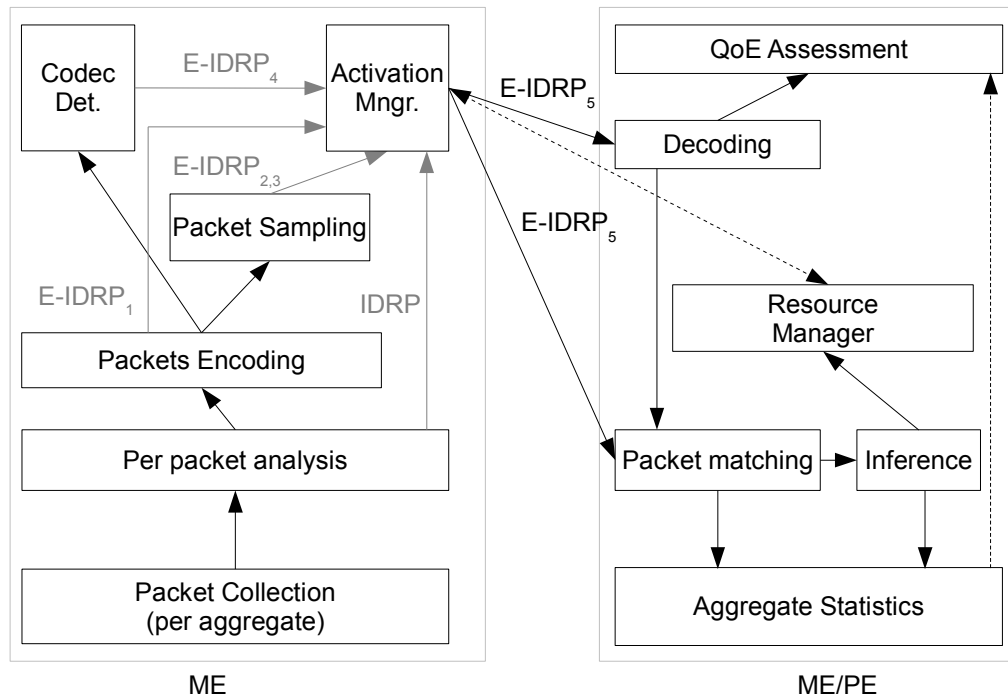 Codec
Det.
E-IDRP4
Activation
Mngr.
E-IDRP2,3
Packet Sampling
E-IDRP1
IDRP
Packets Encoding
Per packet analysis
Packet Collection
(per aggregate)
ME
E-IDRP5
E-IDRP5
QoE Assessment
Decoding
Resource
Manager
Packet matching
Inference
Aggregate Statistics
ME/PE